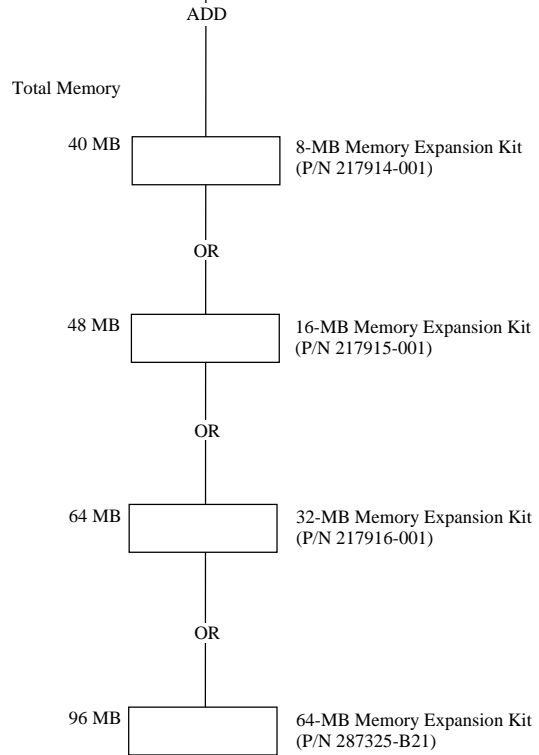 ADD
Total Memory
40 MB
8-MB Memory Expansion Kit
(P/N 217914-001)
OR
48 MB
16-MB Memory Expansion Kit
(P/N 217915-001)
OR
64 MB
32-MB Memory Expansion Kit
(P/N 217916-001)
OR
96 MB
64-MB Memory Expansion Kit
(P/N 287325-B21)